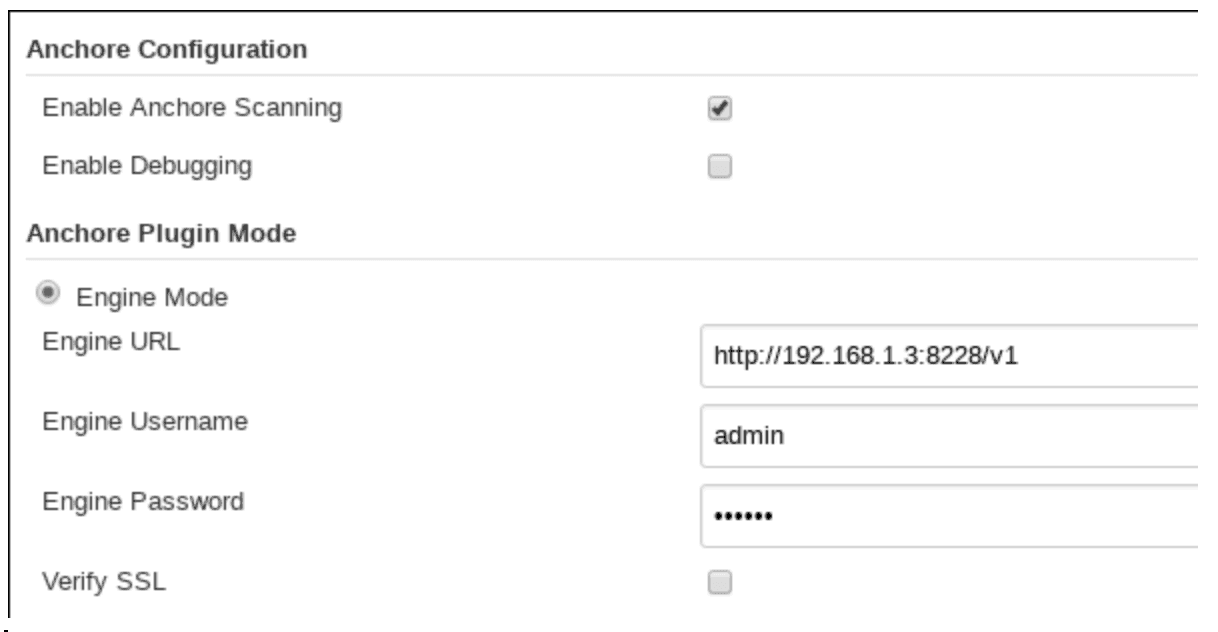 Anchore Configuration
Enable Anchore Scanning
Enable Debugging
Anchore Plugin Mode
Engine Mode
Engine URL
http://192.168.1.3:8228/v1
Engine Username
admin
Engine Password
••••••
Verify SSL